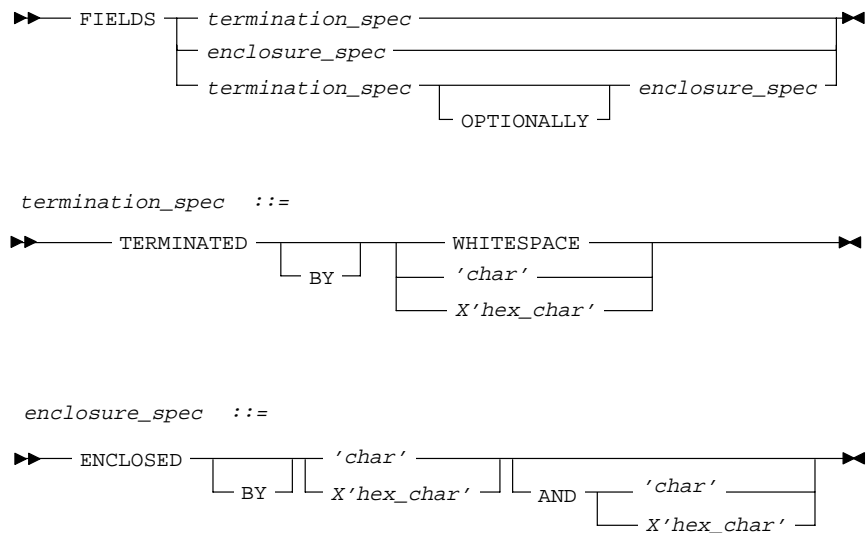 FIELDS termination_spec
enclosure_spec
termination_spec enclosure_spec
OPTIONALLY
termination_spec ::=
TERMINATED WHITESPACE
BY 'char'
X'hex_char'
enclosure_spec ::=
ENCLOSED 'char' 'char'
BY X'hex_char' AND X'hex_char'